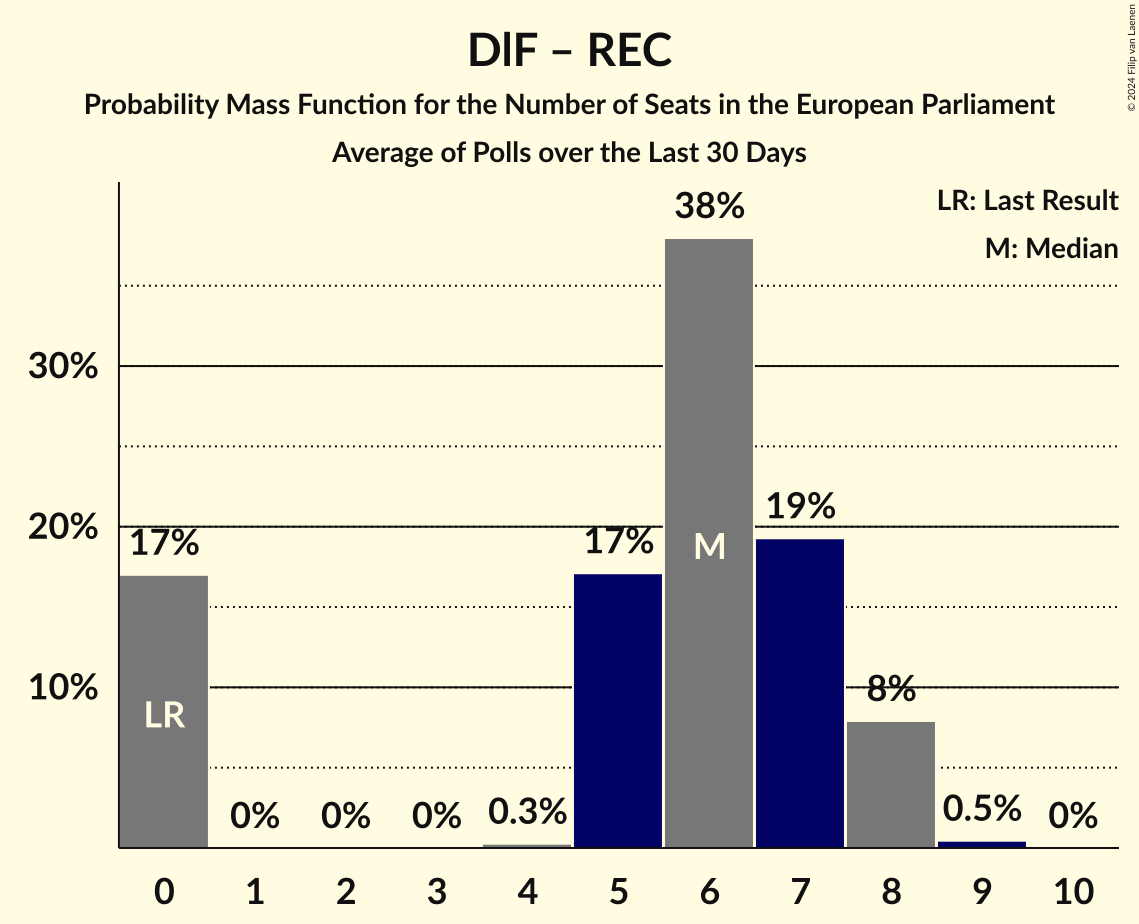 DlF – REC
Probability Mass Function for the Number of Seats in the European Parliament
Average of Polls over the Last 30 Days
© 2024 Filip van Laenen
LR: Last Result
M: Median
38%
30%
20%
10%
17%
LR
0%
0%
0%
0.3%
17%
M
19%
8%
0.5%
0%
0 1 2 3 4 5 6 7 8 9 10